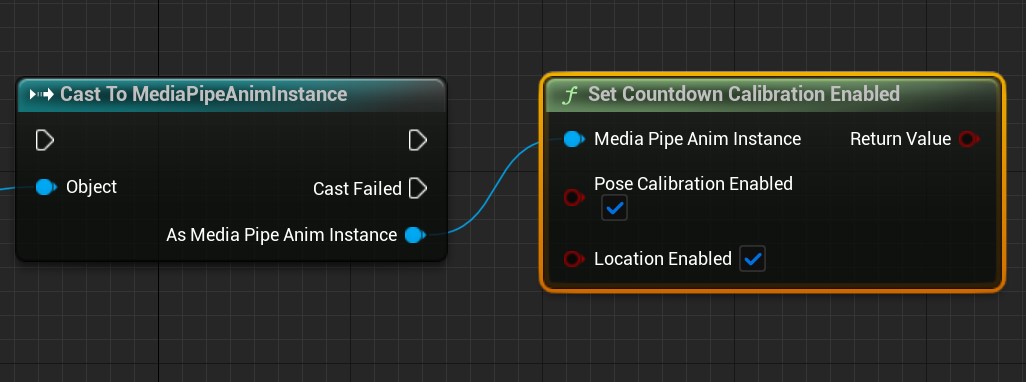 Cast To MediaPipeAnimInstance
Object
Cast Failed
As Media Pipe Anim Instance
f Set Countdown Calibration Enabled
Media Pipe Anim Instance Return Value
Pose Calibration Enabled
Location Enabled